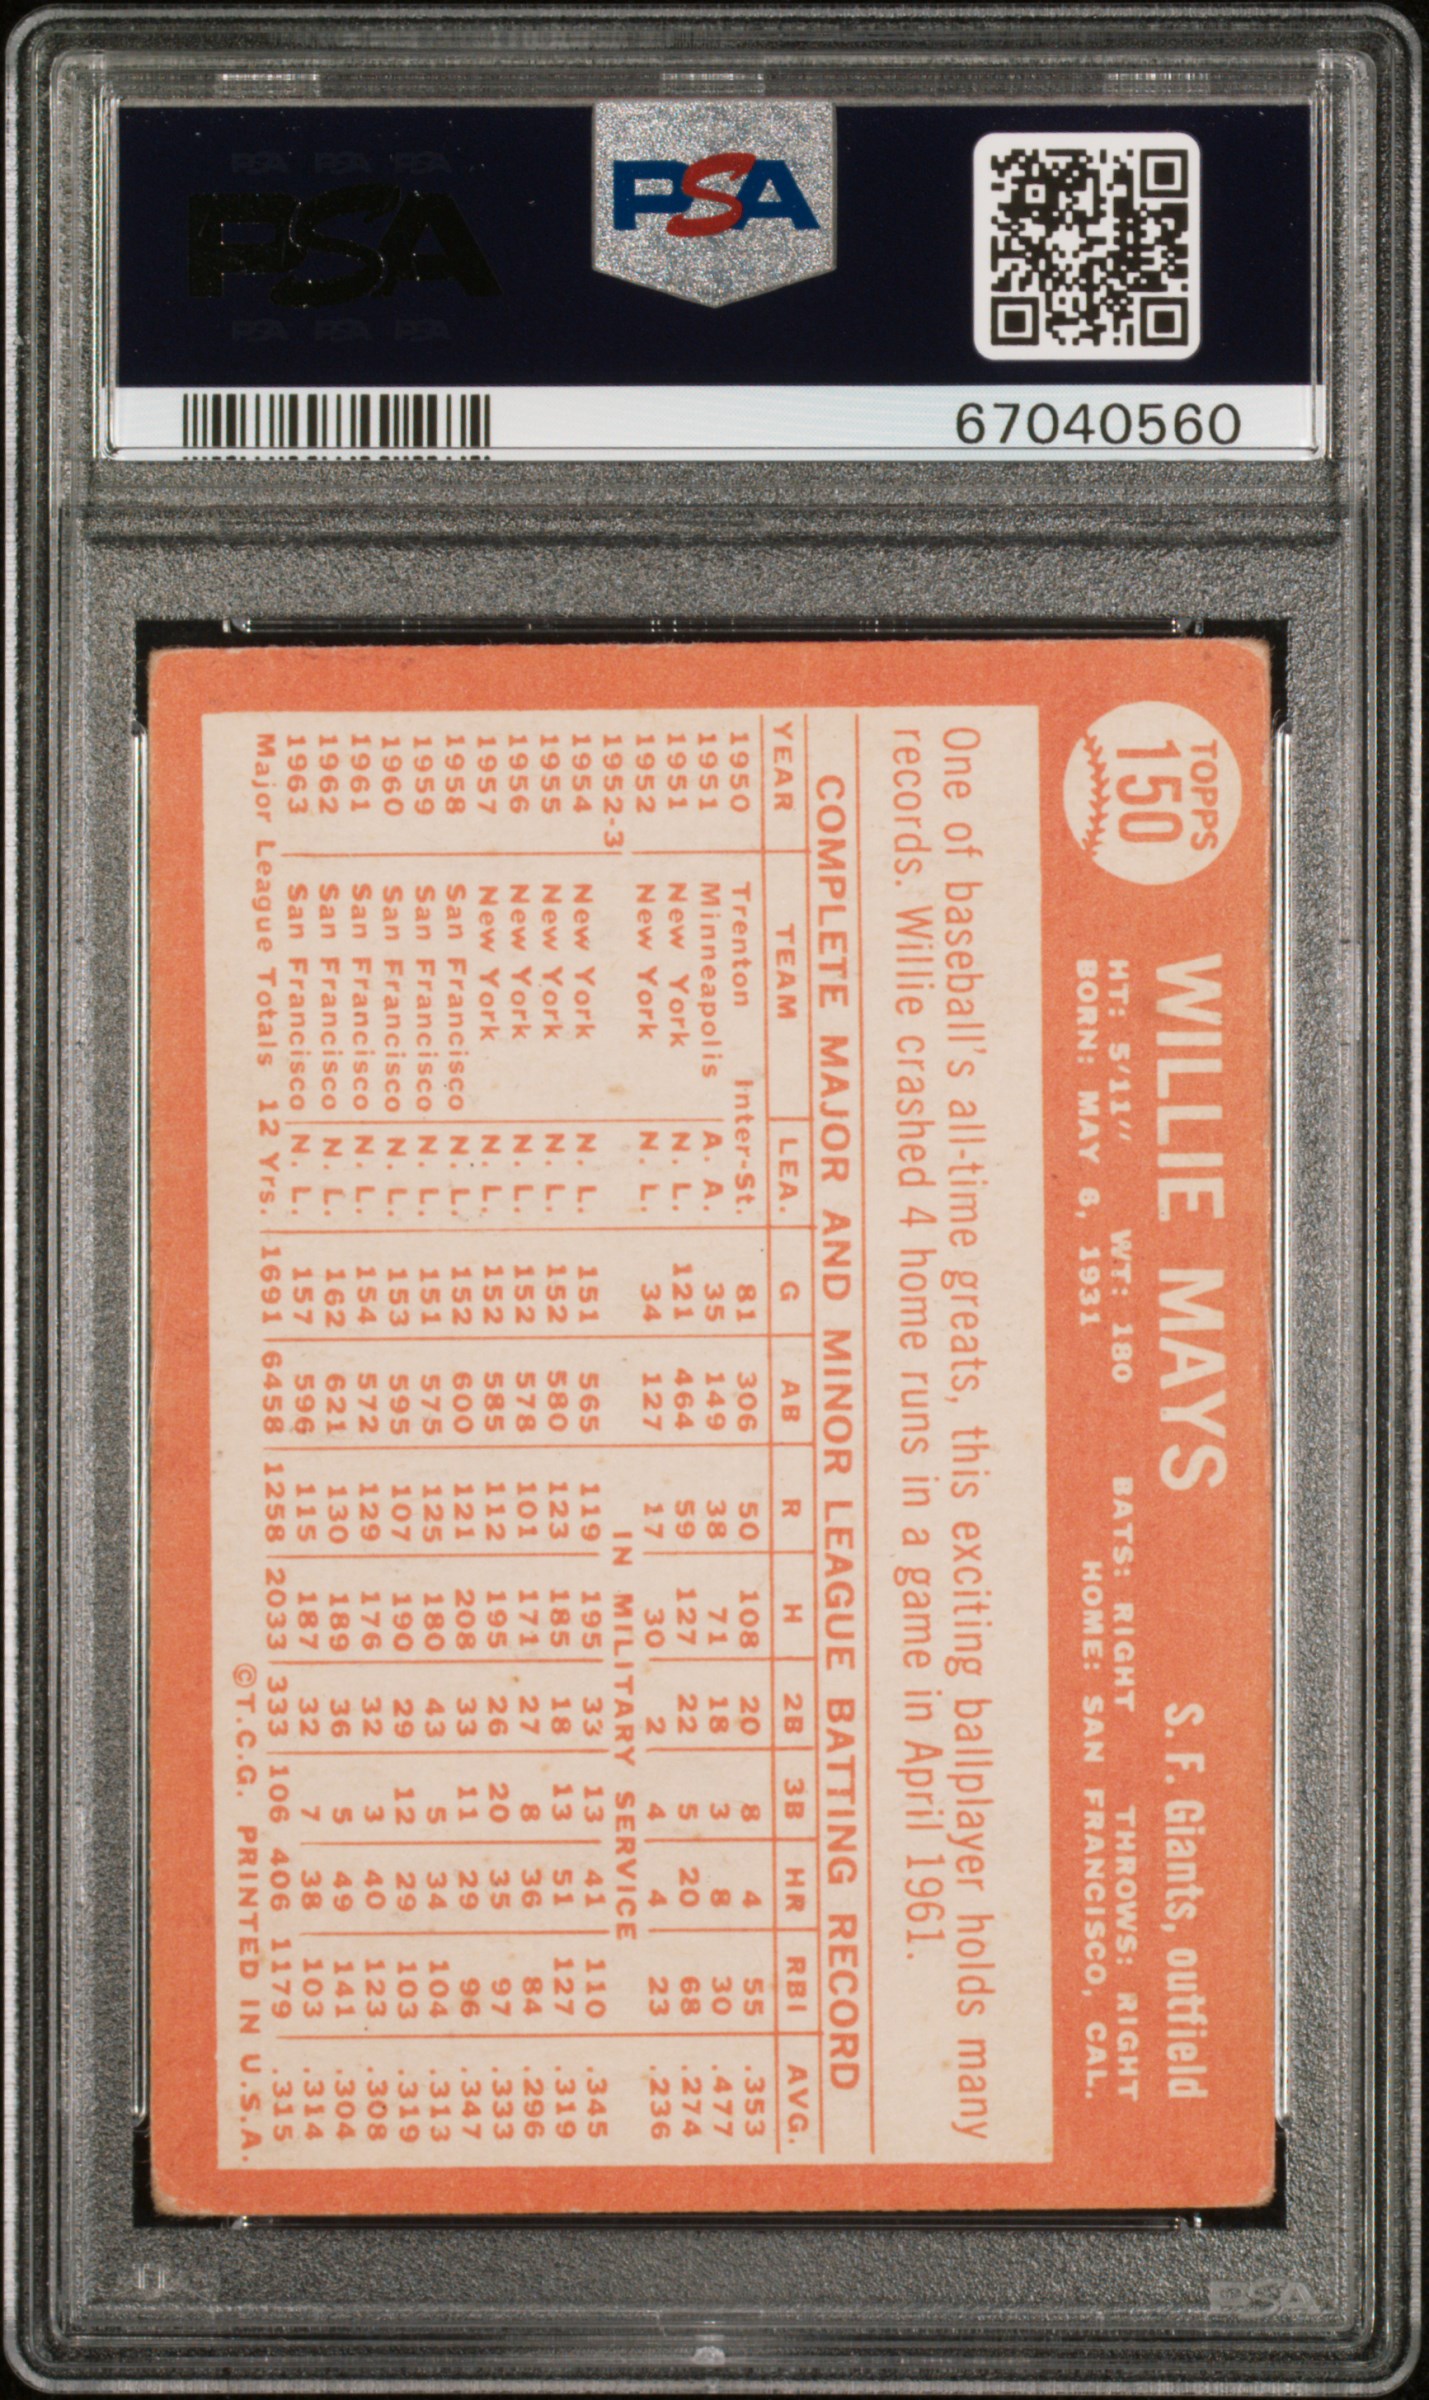 PSA PSA PSA
PSA
PSA PSA PSA
PSA
67040560
TOPPS
150
WILLIE MAYS S. F. Giants, outfield
HT: 5'11" WT: 180 BATS: RIGHT THROWS: RIGHT
BORN: MAY 6, 1931 HOME: SAN FRANCISCO, CAL.
One of baseball's all-time greats, this exciting ballplayer holds many
records. Willie crashed 4 home runs in a game in April 1961.
COMPLETE MAJOR AND MINOR LEAGUE BATTING RECORD
YEAR TEAM LEA. G AB R H 2B 3B HR RBI AVG.
1950 Trenton Inter-St. 81 306 50 108 20 8 4 55 .353
1951 Minneapolis A. A. 35 149 38 71 18 3 8 30 .477
1951 New York N. L. 121 464 59 127 22 5 20 68 .274
1952 New York N. L. 34 127 17 30 2 4 4 23 .236
1952-3 IN MILITARY SERVICE
1954 New York N. L. 151 565 119 195 33 13 41 110 .345
1955 New York N. L. 152 580 123 185 18 13 51 127 .319
1956 New York N. L. 152 578 101 171 27 8 36 84 .296
1957 New York N. L. 152 585 112 195 26 20 35 97 .333
1958 San Francisco N. L. 152 600 121 208 33 11 29 96 .347
1959 San Francisco N. L. 151 575 125 180 43 5 34 104 .313
1960 San Francisco N. L. 153 595 107 190 29 12 29 103 .319
1961 San Francisco N. L. 154 572 129 176 32 3 40 123 .308
1962 San Francisco N. L. 162 621 130 189 36 5 49 141 .304
1963 San Francisco N. L. 157 596 115 187 32 7 38 103 .314
Major League Totals 12 Yrs. 1691 6458 1258 2033 333 106 406 1179 .315
©T.C.G. PRINTED IN U.S.A.
PSA